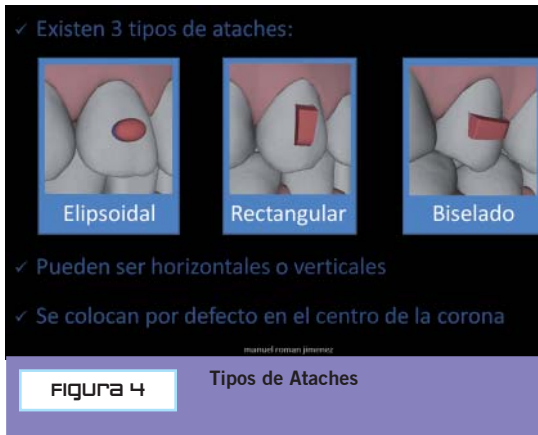 ✓ Existen 3 tipos de ataches:
Elipsoidal
Rectangular
Biselado
✓ Pueden ser horizontales o verticales
✓ Se colocan por defecto en el centro de la corona
manuel roman jimenez
Figura 4
Tipos de Ataches